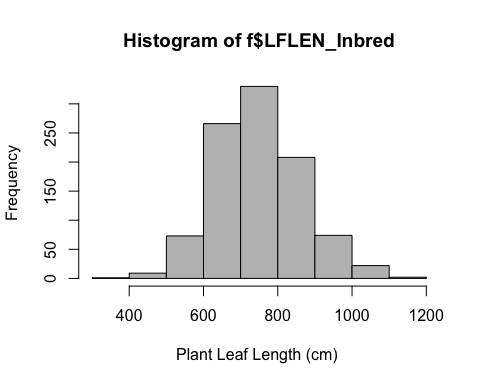 Histogram of f$LFLEN_Inbred
Frequency
250
150
50
0
400 600 800 1000 1200
Plant Leaf Length (cm)